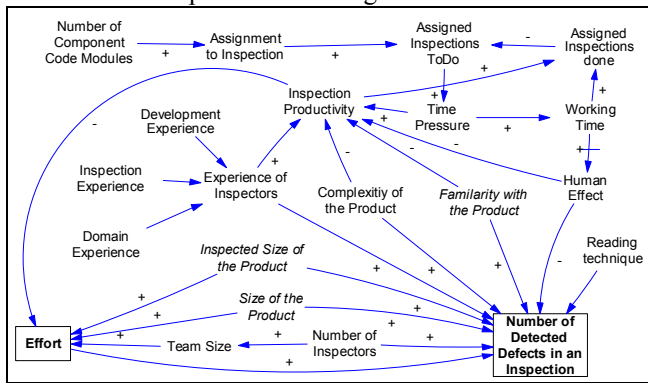 Number of
Component
Code Modules
Assignment
to Inspection
Assigned
Inspections
ToDo
Assigned
Inspections
done
+
+
-
Inspection
Productivity
+
+
+
Time
Pressure
+
+
Working
Time
Development
Experience
-
+
-
-
-
+
Inspection
Experience
Experience of
Inspectors
Complexitiy of
the Product
Familarity with
the Product
Human
Effect
Domain
Experience
Inspected Size of
the Product
Reading
technique
+
+
+
-
+
Size of the
Product
+
+
+
Effort
+
Team Size
+
Number of
Inspectors
+
+
Number of
Detected
Defects in an
Inspection
+
+